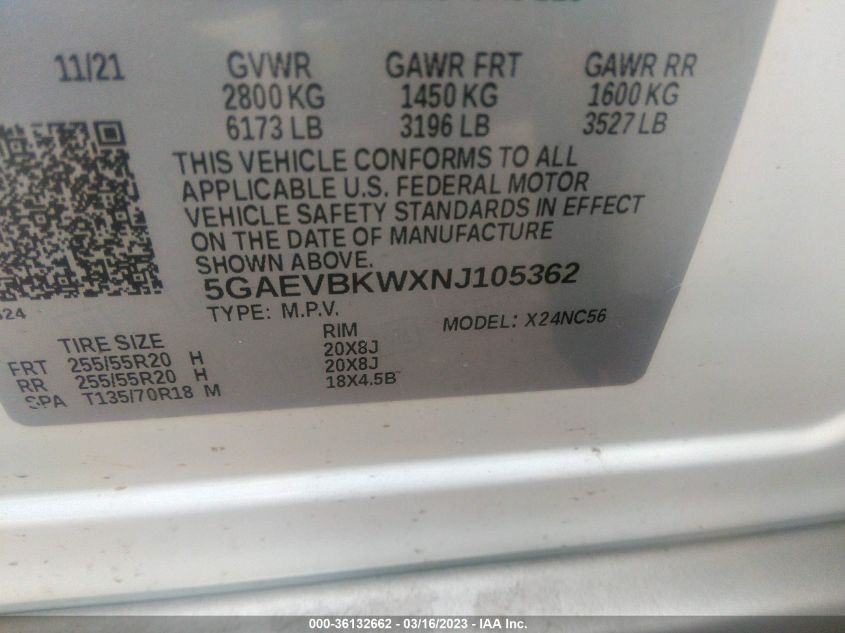 11/21 GVWR GAWR FRT GAWR RR
2800 KG 1450 KG 1600 KG
6173 LB 3196 LB 3527 LB
THIS VEHICLE CONFORMS TO ALL
APPLICABLE U.S. FEDERAL MOTOR
VEHICLE SAFETY STANDARDS IN EFFECT
ON THE DATE OF MANUFACTURE
SHOWN ABOVE.
5GAEVBKWXNJ105362
TYPE: M.P.V. MODEL: X24NC56
TIRE SIZE RIM
FRT 255/55R20 H 20X8J
RR 255/55R20 H 20X8J
SPA T135/70R18 M 18X4.5B
000-36132662 - 03/16/2023 - IAA Inc.